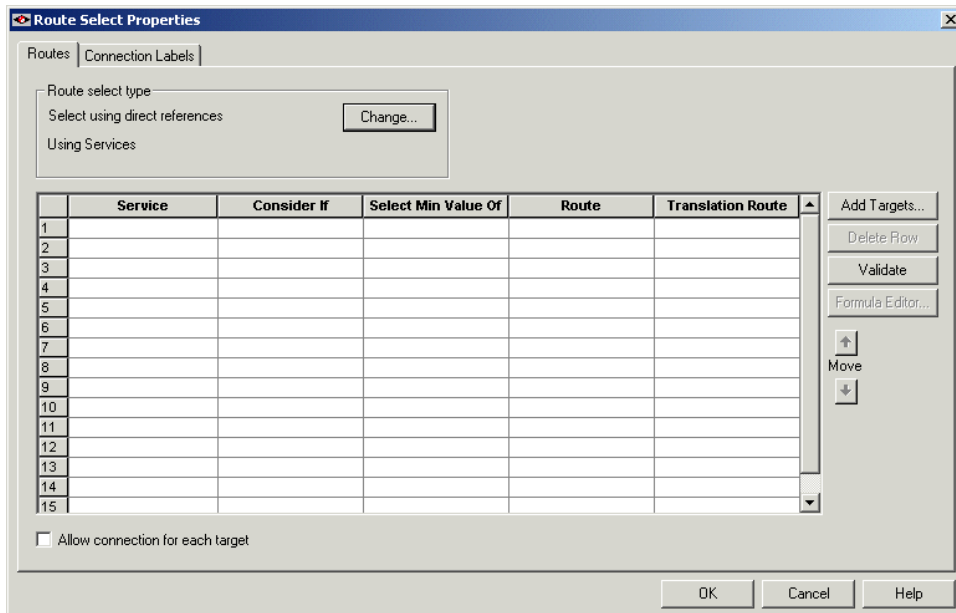 Route Select Properties
Routes
Connection Labels
Route select type
Select using direct references
Change...
Using Services
Service Consider If Select Min Value Of Route Translation Route
1
2
3
4
5
6
7
8
9
10
11
12
13
14
15
Add Targets...
Delete Row
Validate
Formula Editor...
Move
Allow connection for each target
OK
Cancel
Help